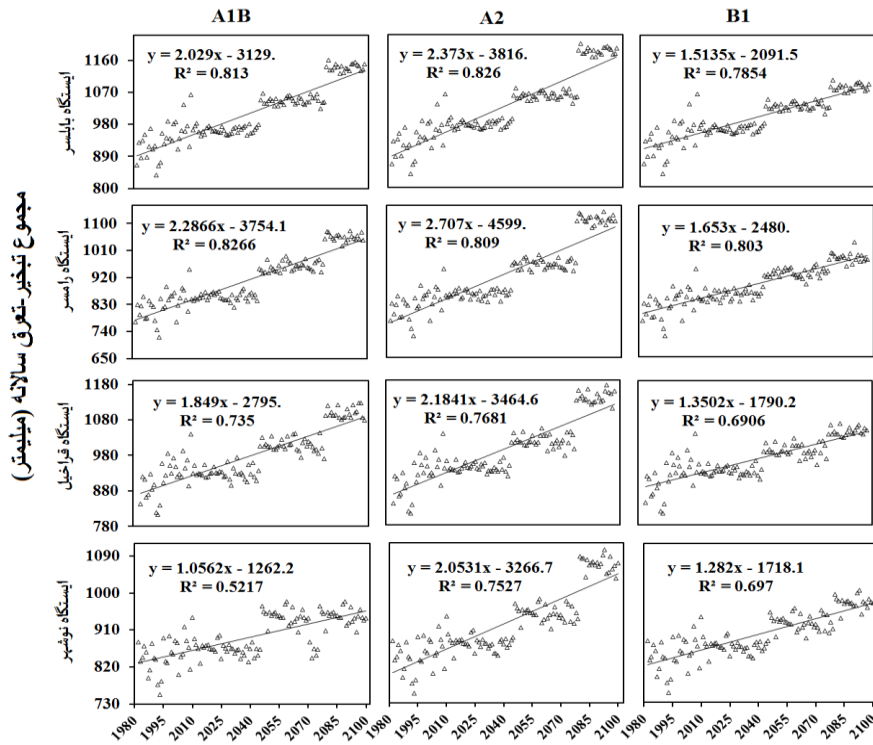 A1B A2 B1
مجموع تبخیر-تعرق سالانه (میلیمتر)
ایستگاه بابلسر
1160
1070
980
890
800
y = 2.029x - 3129.
R² = 0.813
y = 2.373x - 3816.
R² = 0.826
y = 1.5135x - 2091.5
R² = 0.7854
ایستگاه رامسر
1100
1010
920
830
740
650
y = 2.2866x - 3754.1
R² = 0.8266
y = 2.707x - 4599.
R² = 0.809
y = 1.653x - 2480.
R² = 0.803
ایستگاه قراخیل
1180
1080
980
880
780
y = 1.849x - 2795.
R² = 0.735
y = 2.1841x - 3464.6
R² = 0.7681
y = 1.3502x - 1790.2
R² = 0.6906
ایستگاه نوشهر
1090
1000
910
820
730
y = 1.0562x - 1262.2
R² = 0.5217
y = 2.0531x - 3266.7
R² = 0.7527
y = 1.282x - 1718.1
R² = 0.697
1980 1995 2010 2025 2040 2055 2070 2085 2100
1980 1995 2010 2025 2040 2055 2070 2085 2100
1980 1995 2010 2025 2040 2055 2070 2085 2100